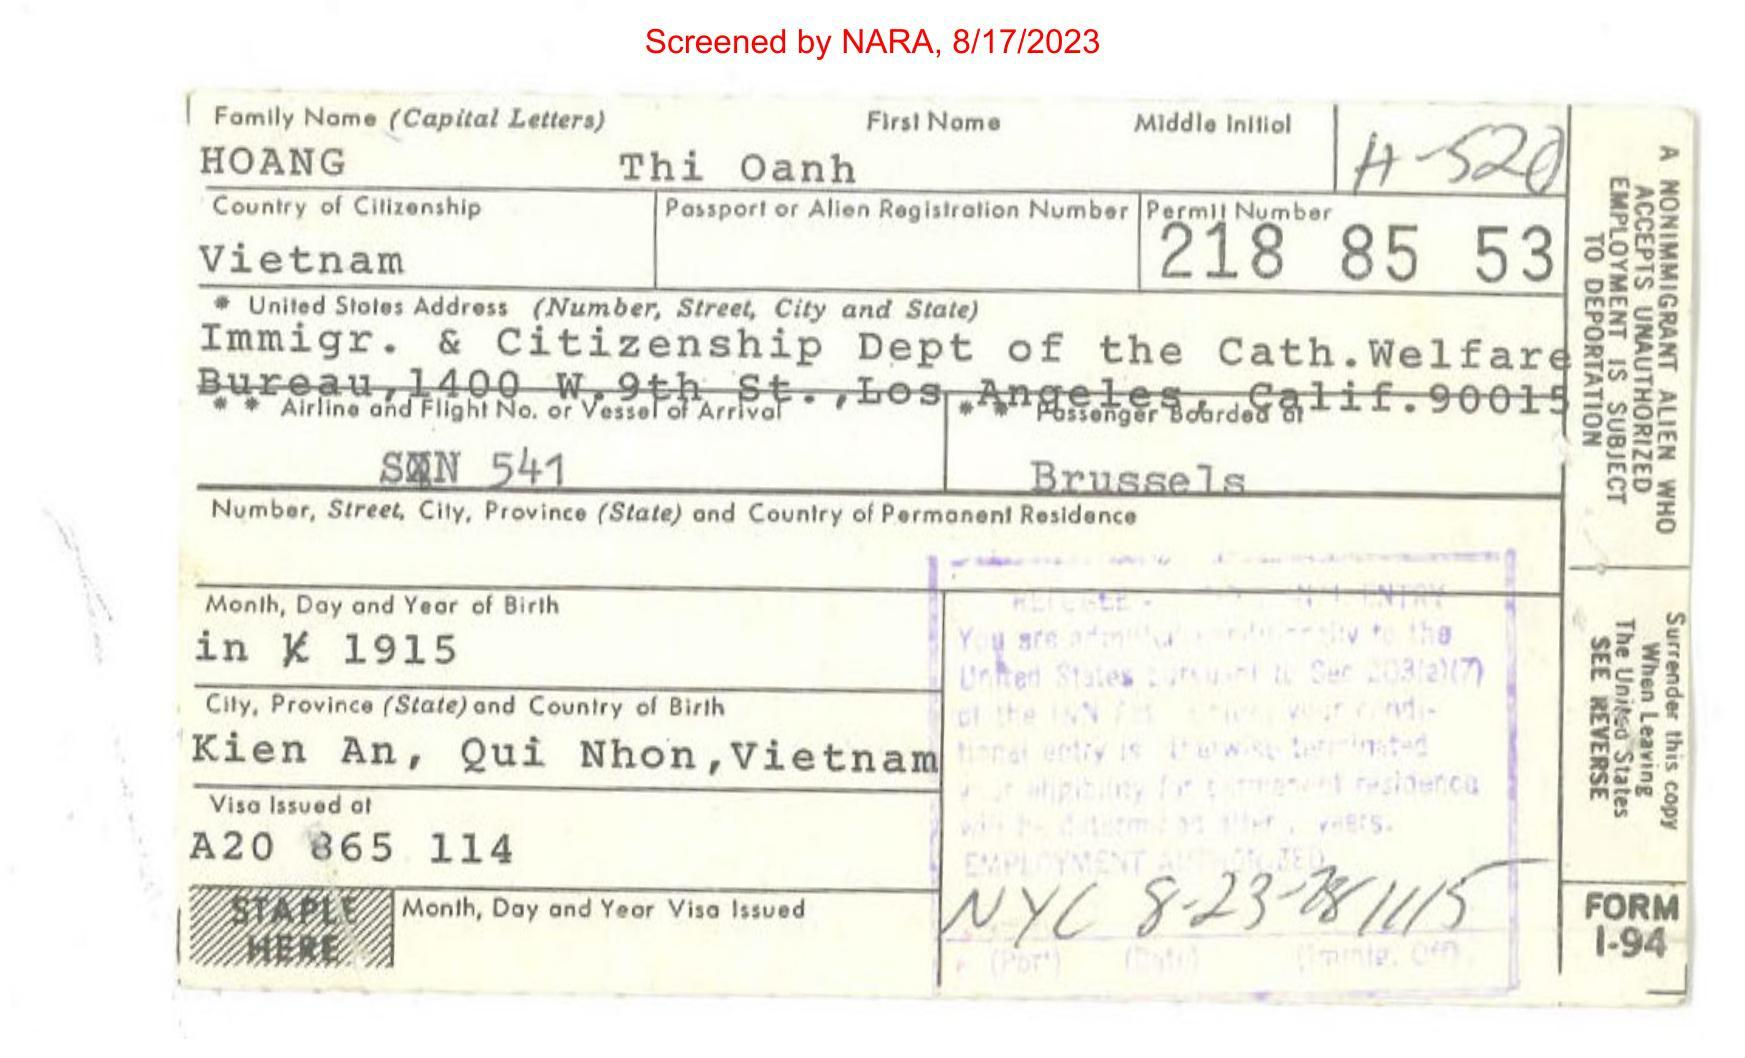 Screened by NARA, 8/17/2023
Family Name (Capital Letters) First Name Middle Initial
HOANG Thi Oanh H-520
Country of Citizenship Passport or Alien Registration Number Permit Number
Vietnam 218 85 53
* United States Address (Number, Street, City and State)
Immigr. & Citizenship Dept of the Cath.Welfare
Bureau,1400 W.9th St.,Los Angeles, Calif.90015
* * Airline and Flight No. or Vessel of Arrival * * Passenger Boarded at
541 Brussels
Number, Street, City, Province (State) and Country of Permanent Residence
Month, Day and Year of Birth
in 1915
City, Province (State) and Country of Birth
Kien An, Qui Nhon,Vietnam
Visa Issued at
A20 865 114
STAPLE
HERE
Month, Day and Year Visa Issued
REFUGEE - ENTRY
You are admitted conditionally to the
United States pursuant to Sec 203(a)(7)
of the Act. your condi-
tional entry is otherwise terminated
your eligibility for permanent residence
will be determined after years.
EMPLOYMENT AUTHORIZED
NYC 8-23-78
(Port) (Date) (Immig. Off)
A NONIMMIGRANT ALIEN WHO
ACCEPTS UNAUTHORIZED
EMPLOYMENT IS SUBJECT
TO DEPORTATION
Surrender this copy
When Leaving
The United States
SEE REVERSE
FORM
I-94